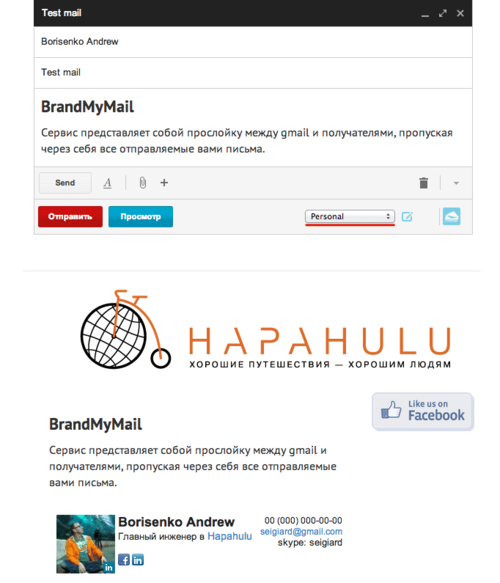 Test mail
Borisenko Andrew
Test mail
BrandMyMail
Сервис представляет собой прослойку между gmail и получателями, пропуская
через себя все отправляемые вами письма.
Send
A
Отправить
Просмотр
Personal
HAPAHULU
ХОРОШИЕ ПУТЕШЕСТВИЯ — ХОРОШИМ ЛЮДЯМ
Like us on
Facebook
BrandMyMail
Сервис представляет собой прослойку между gmail и
получателями, пропуская через себя все отправляемые
вами письма.
Borisenko Andrew
00 (000) 000-00-00
Главный инженер в Hapahulu
seigiard@gmail.com
skype: seigiard
in
f
in